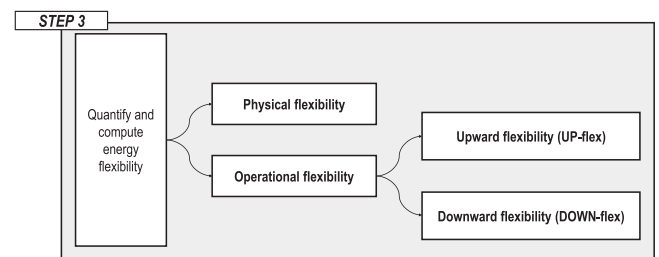 STEP 3
Quantify and
compute
energy
flexibility
Physical flexibility
Operational flexibility
Upward flexibility (UP-flex)
Downward flexibility (DOWN-flex)